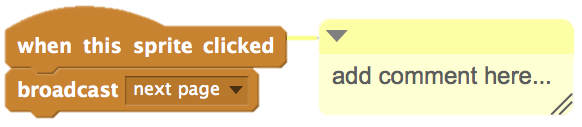 when this sprite clicked
broadcast next page
add comment here...